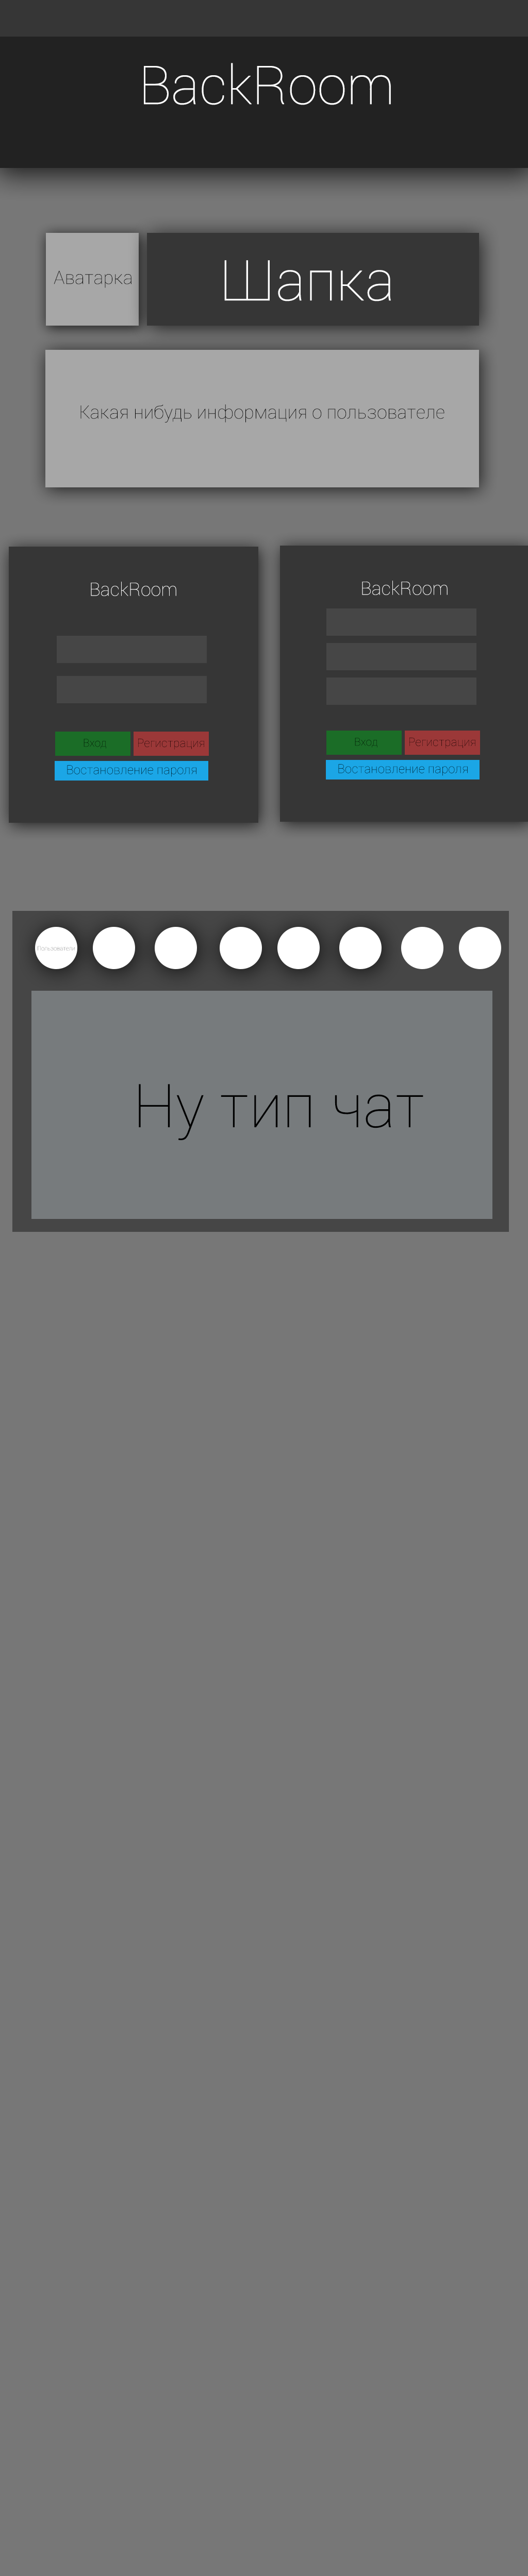 BackRoom
Аватарка
Шапка
Какая нибудь информация о пользователе
BackRoom
Вход
Регистрация
Востановление пароля
BackRoom
Вход
Регистрация
Востановление пароля
Пользователи
Ну тип чат